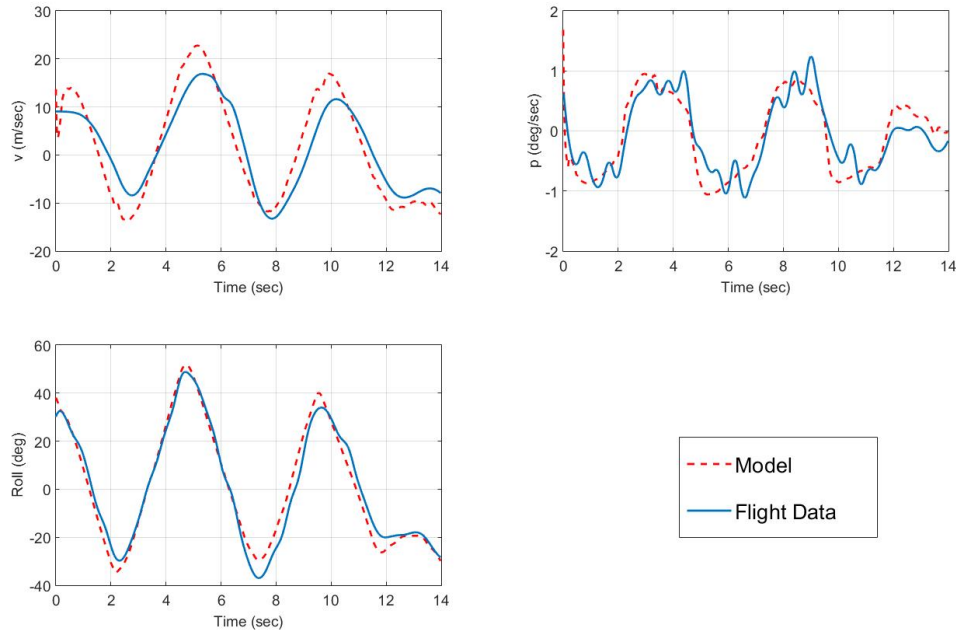 30
20
10
0
-10
-20
v (m/sec)
0 2 4 6 8 10 12 14
Time (sec)
2
1
0
-1
-2
p (deg/sec)
0 2 4 6 8 10 12 14
Time (sec)
60
40
20
0
-20
-40
Roll (deg)
0 2 4 6 8 10 12 14
Time (sec)
Model
Flight Data